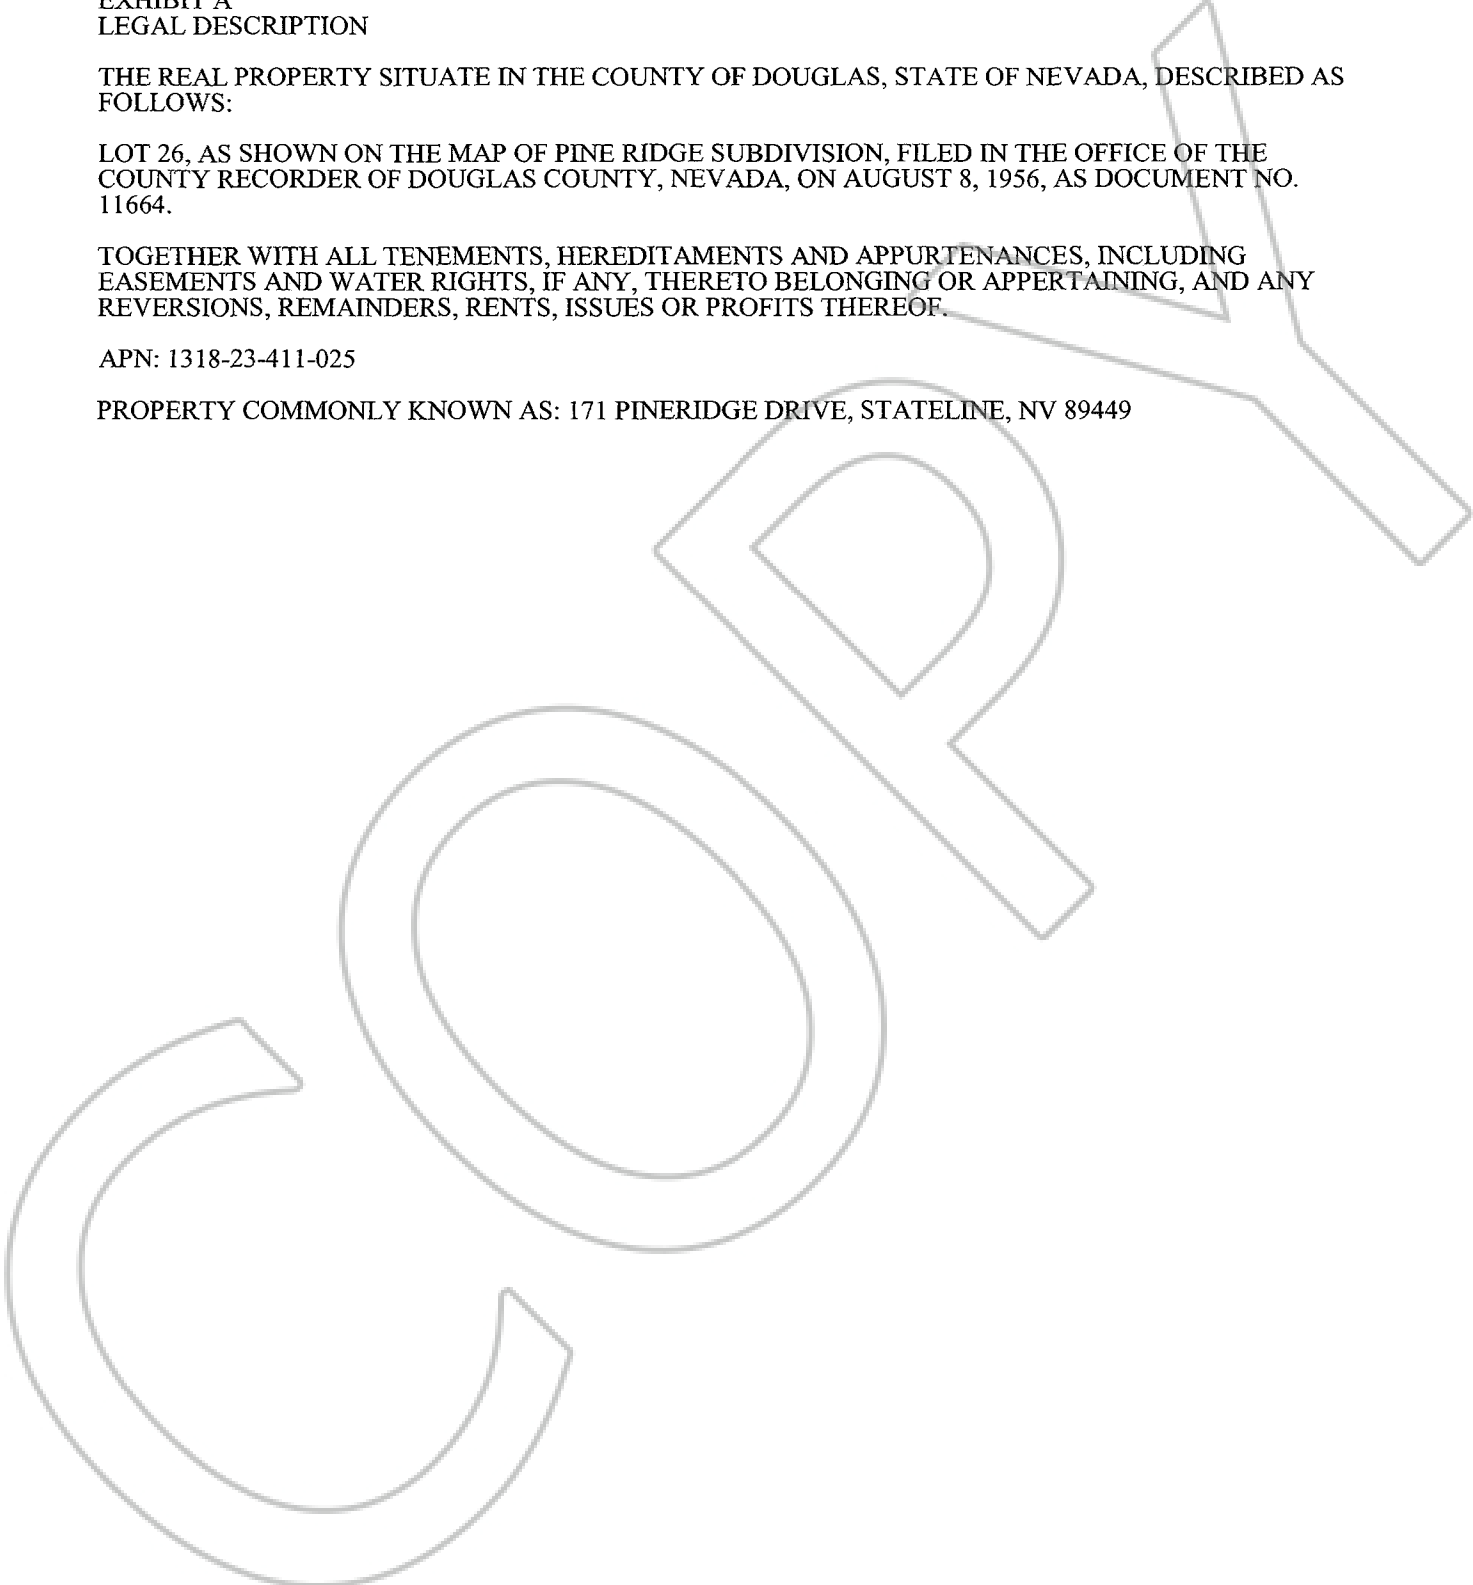 EXHIBIT A
LEGAL DESCRIPTION
THE REAL PROPERTY SITUATE IN THE COUNTY OF DOUGLAS, STATE OF NEVADA, DESCRIBED AS
FOLLOWS:
LOT 26, AS SHOWN ON THE MAP OF PINE RIDGE SUBDIVISION, FILED IN THE OFFICE OF THE
COUNTY RECORDER OF DOUGLAS COUNTY, NEVADA, ON AUGUST 8, 1956, AS DOCUMENT NO.
11664.
TOGETHER WITH ALL TENEMENTS, HEREDITAMENTS AND APPURTENANCES, INCLUDING
EASEMENTS AND WATER RIGHTS, IF ANY, THERETO BELONGING OR APPERTAINING, AND ANY
REVERSIONS, REMAINDERS, RENTS, ISSUES OR PROFITS THEREOF.
APN: 1318-23-411-025
PROPERTY COMMONLY KNOWN AS: 171 PINERIDGE DRIVE, STATELINE, NV 89449
COPY